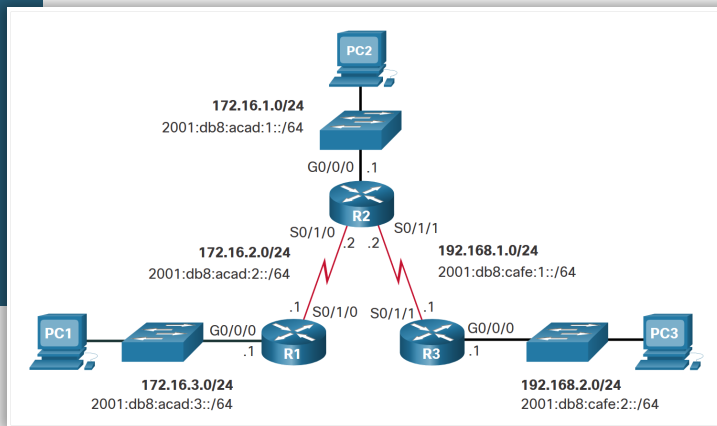 PC2
172.16.1.0/24
2001:db8:acad:1::/64
G0/0/0 .1
R2
S0/1/0 .2 .2 S0/1/1
172.16.2.0/24
2001:db8:acad:2::/64
192.168.1.0/24
2001:db8:cafe:1::/64
.1 S0/1/0
S0/1/1 .1
PC1
G0/0/0
.1
R1
R3
G0/0/0
.1
PC3
172.16.3.0/24
2001:db8:acad:3::/64
192.168.2.0/24
2001:db8:cafe:2::/64